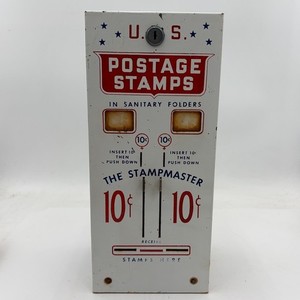 U. S.
POSTAGE
STAMPS
IN SANITARY FOLDERS
10¢ 10¢
INSERT 10¢
THEN
PUSH DOWN
INSERT 10¢
THEN
PUSH DOWN
THE STAMPMASTER
10¢ 10¢
STAMPS